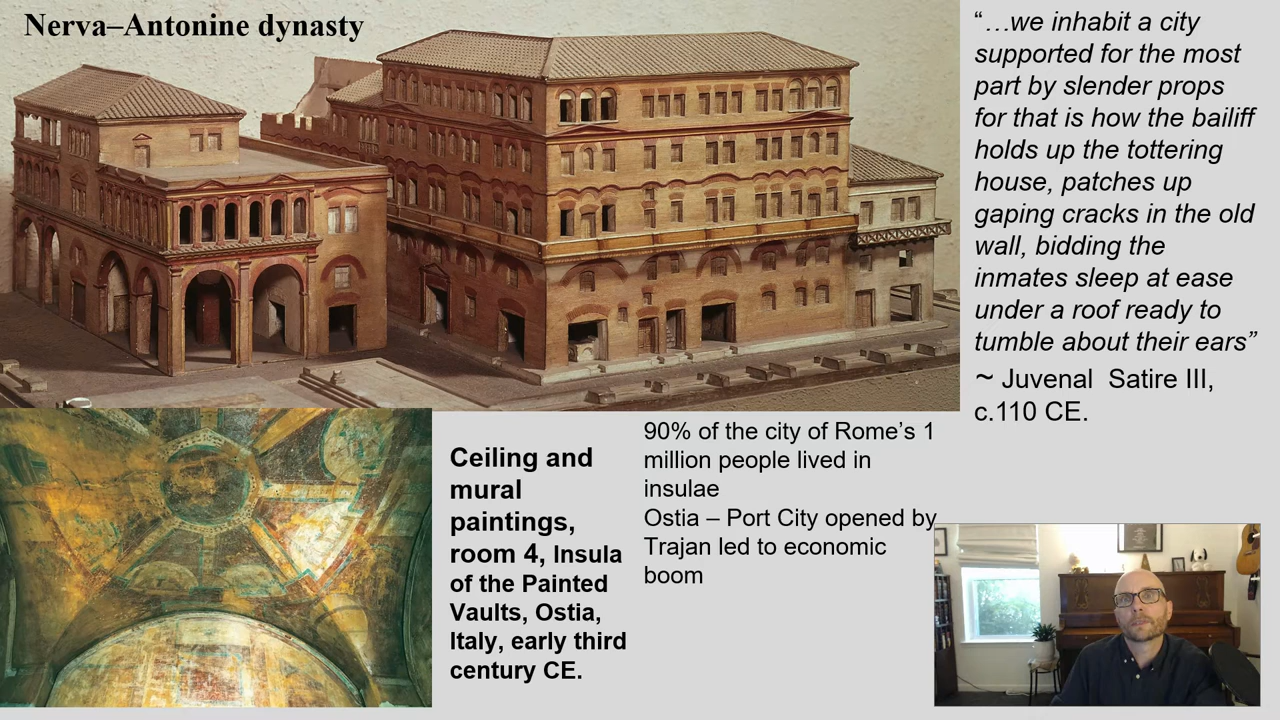 Nerva–Antonine dynasty
“…we inhabit a city
supported for the most
part by slender props
for that is how the bailiff
holds up the tottering
house, patches up
gaping cracks in the old
wall, bidding the
inmates sleep at ease
under a roof ready to
tumble about their ears”
~ Juvenal  Satire III,
c.110 CE.
Ceiling and
mural
paintings,
room 4, Insula
of the Painted
Vaults, Ostia,
Italy, early third
century CE.
90% of the city of Rome’s 1
million people lived in
insulae
Ostia – Port City opened by
Trajan led to economic
boom